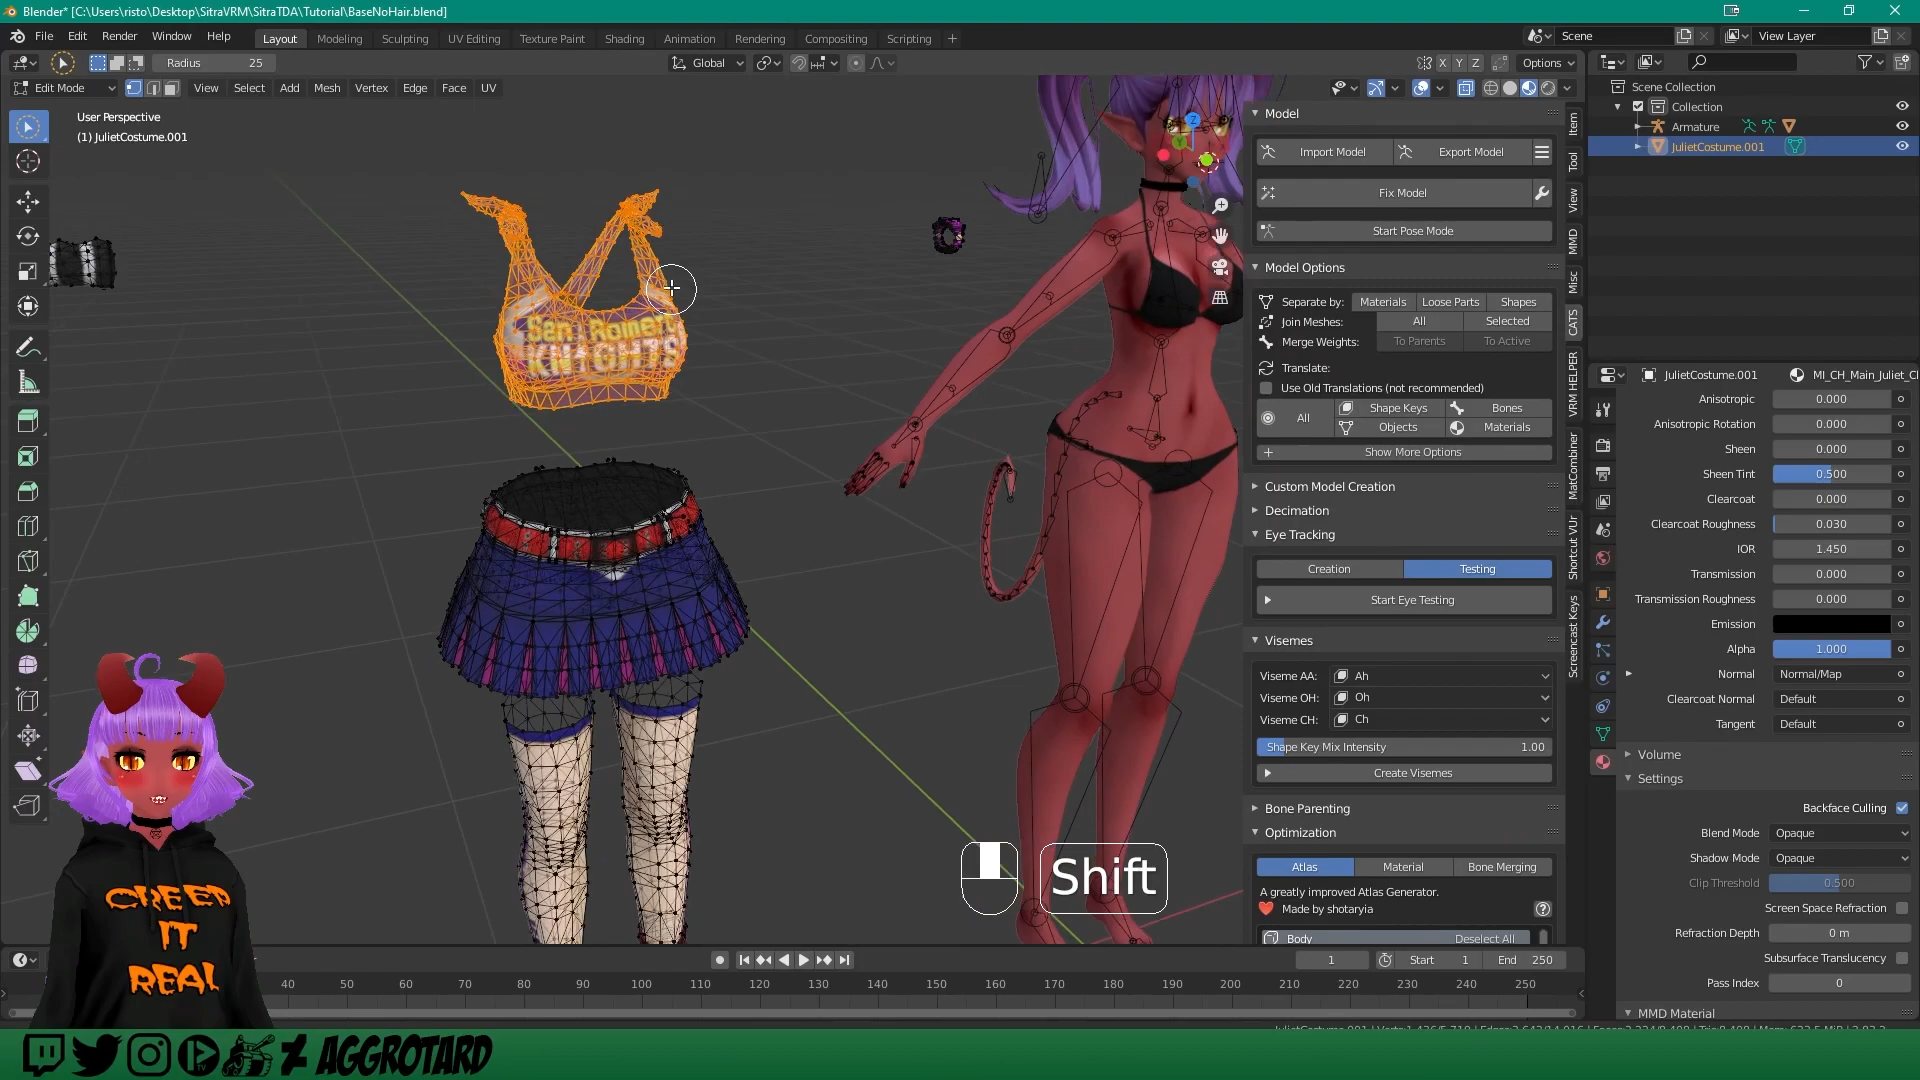 Blender* [C:\Users\risto\Desktop\SitraVRM\SitraTDA\Tutorial\BaseNoHair.blend]
File Edit Render Window Help
Layout Modeling Sculpting UV Editing Texture Paint Shading Animation Rendering Compositing Scripting
Scene
View Layer
Radius 25
Global
X Y Z
Options
Edit Mode
View Select Add Mesh Vertex Edge Face UV
User Perspective
(1) JulietCostume.001
San Romero
KNIGHTS
Z
Y
Model
Import Model
Export Model
Fix Model
Start Pose Mode
Model Options
Separate by: Materials Loose Parts Shapes
Join Meshes: All Selected
Merge Weights: To Parents To Active
Translate:
Use Old Translations (not recommended)
All
Shape Keys
Bones
Objects
Materials
Show More Options
Custom Model Creation
Decimation
Eye Tracking
Creation Testing
Start Eye Testing
Visemes
Viseme AA: Ah
Viseme OH: Oh
Viseme CH: Ch
Shape Key Mix Intensity 1.00
Create Visemes
Bone Parenting
Optimization
Atlas Material Bone Merging
A greatly improved Atlas Generator.
Made by shotaryia
Body Deselect All
Item
Tool
View
MMD
Misc
CATS
VRM HELPER
MatCombiner
Shortcut VUr
Screencast Keys
Scene Collection
Collection
Armature
JulietCostume.001
JulietCostume.001 MI_CH_Main_Juliet_Cl
Anisotropic 0.000
Anisotropic Rotation 0.000
Sheen 0.000
Sheen Tint 0.500
Clearcoat 0.000
Clearcoat Roughness 0.030
IOR 1.450
Transmission 0.000
Transmission Roughness 0.000
Emission
Alpha 1.000
Normal Normal/Map
Clearcoat Normal Default
Tangent Default
Volume
Settings
Backface Culling
Blend Mode Opaque
Shadow Mode Opaque
Clip Threshold 0.500
Screen Space Refraction
Refraction Depth 0 m
Subsurface Translucency
Pass Index 0
MMD Material
Shift
CREEP
IT
REAL
1
Start 1
End 250
40 50 60 70 80 90 100 110 120 130 140 150 160 170 180 190 200 210 220 230 240 250
AGGROTARD